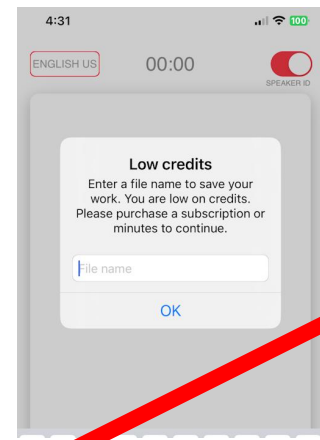 4:31 100
ENGLISH US 00:00
SPEAKER ID
Low credits
Enter a file name to save your
work. You are low on credits.
Please purchase a subscription or
minutes to continue.
File name
OK